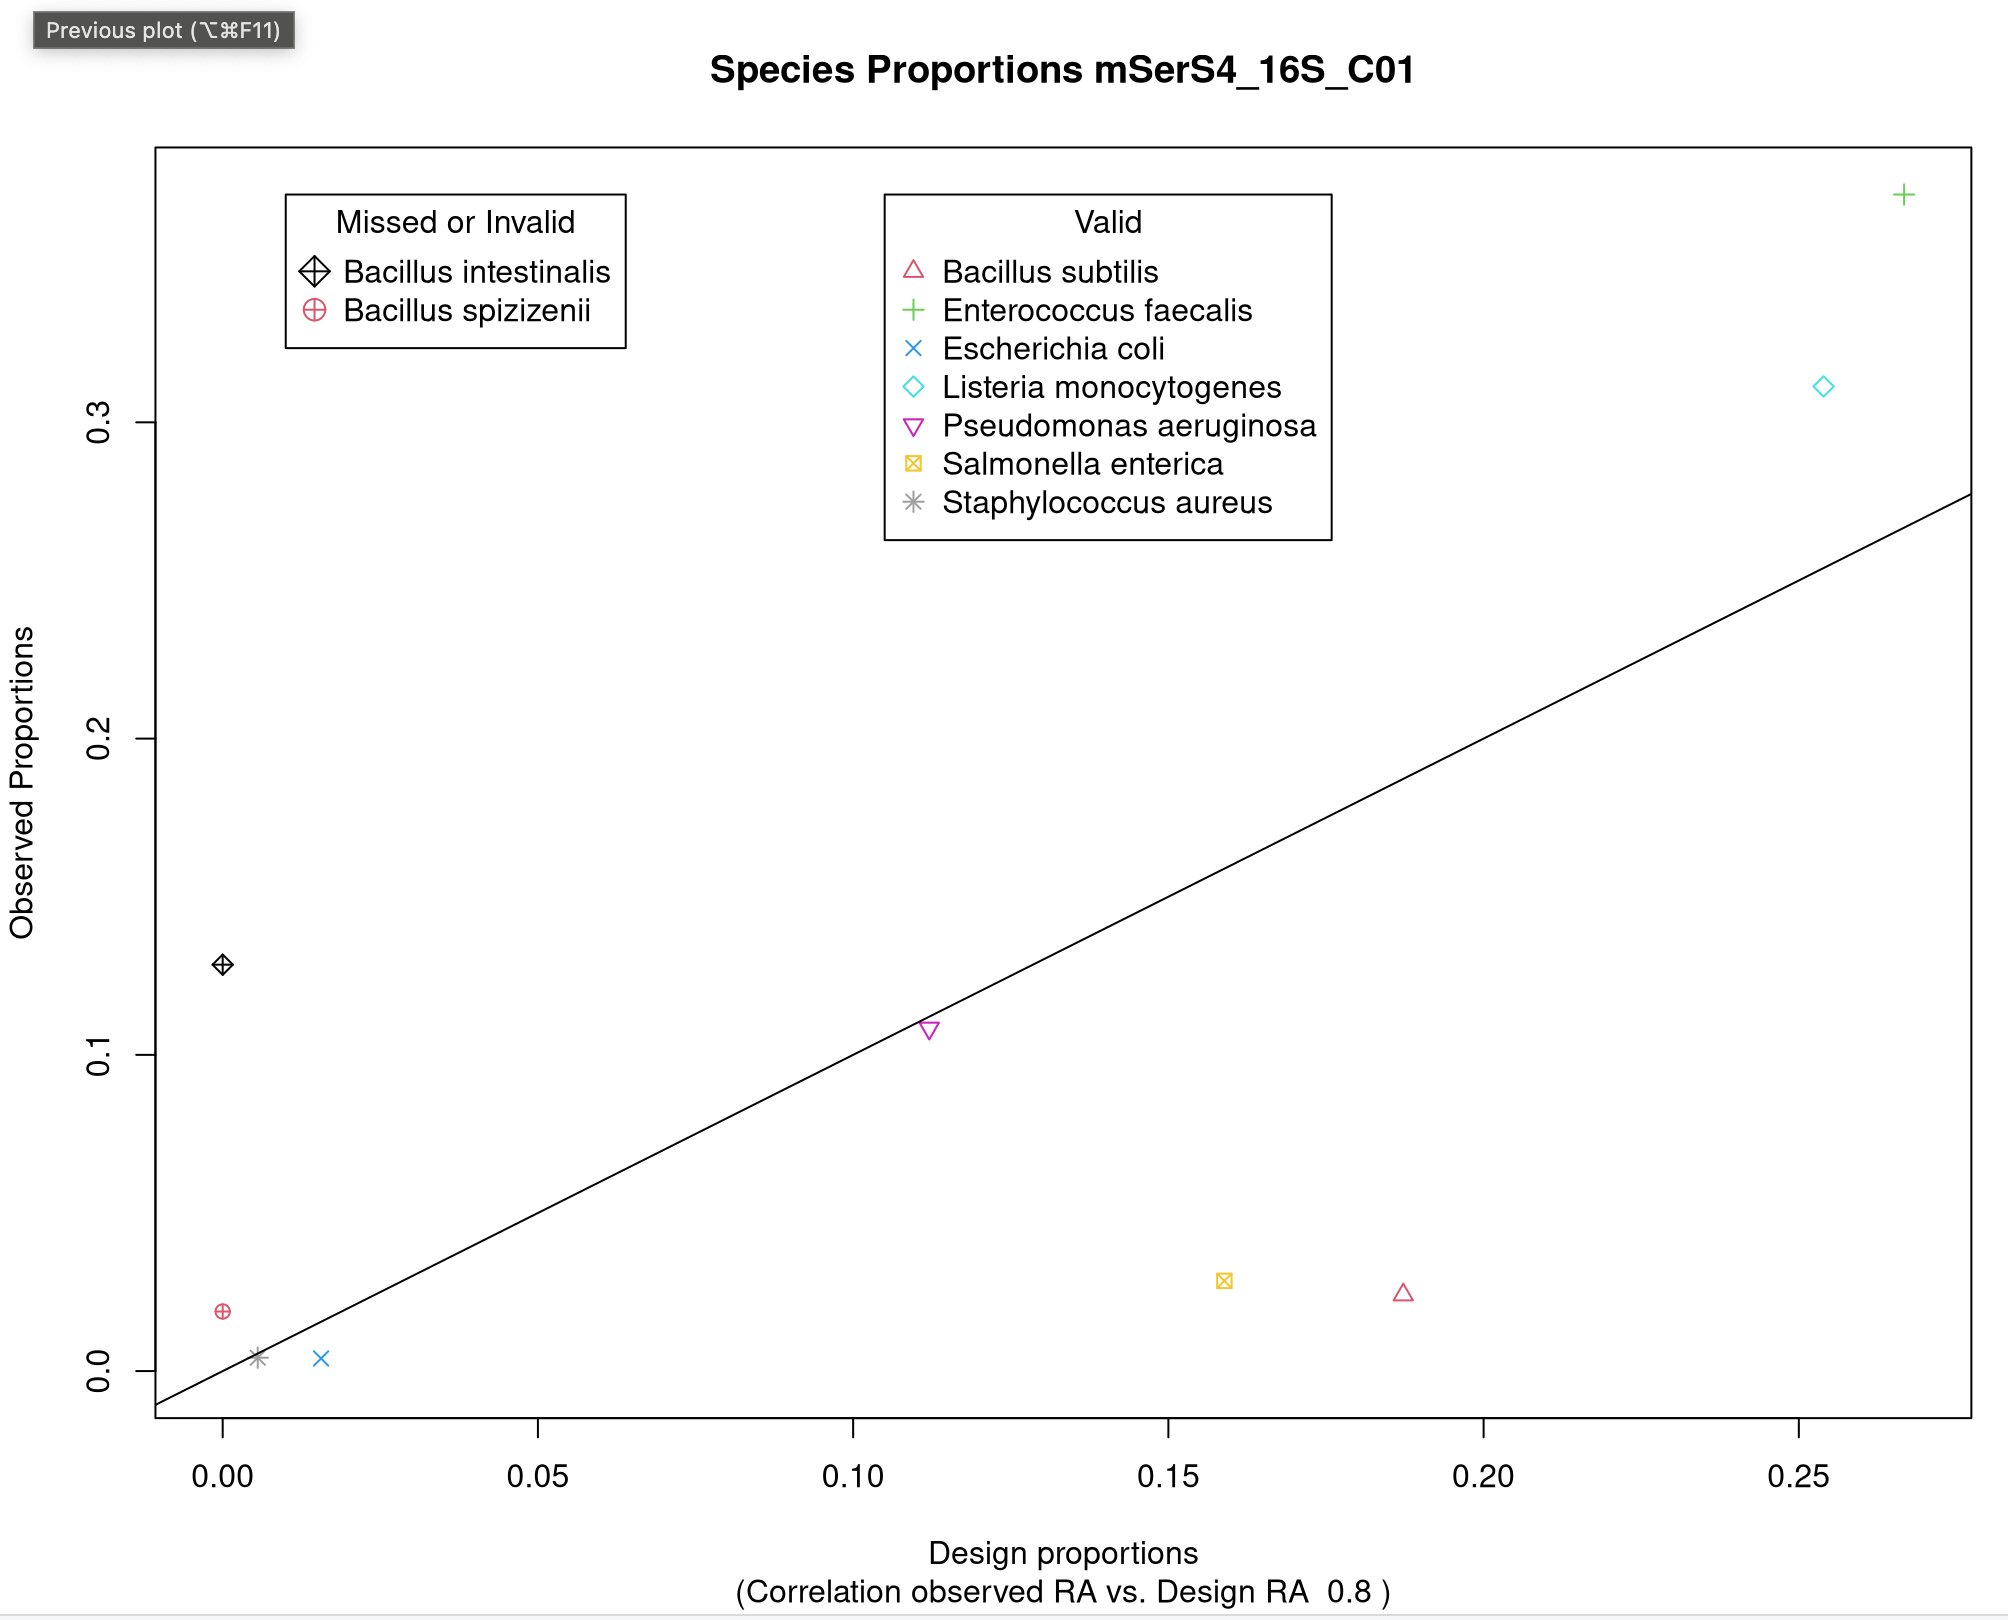 Previous plot (⌥⌘F11)
Species Proportions mSerS4_16S_C01
Missed or Invalid
Bacillus intestinalis
Bacillus spizizenii
Valid
Bacillus subtilis
Enterococcus faecalis
Escherichia coli
Listeria monocytogenes
Pseudomonas aeruginosa
Salmonella enterica
Staphylococcus aureus
Observed Proportions
0.3
0.2
0.1
0.0
0.00 0.05 0.10 0.15 0.20 0.25
Design proportions
(Correlation observed RA vs. Design RA 0.8 )